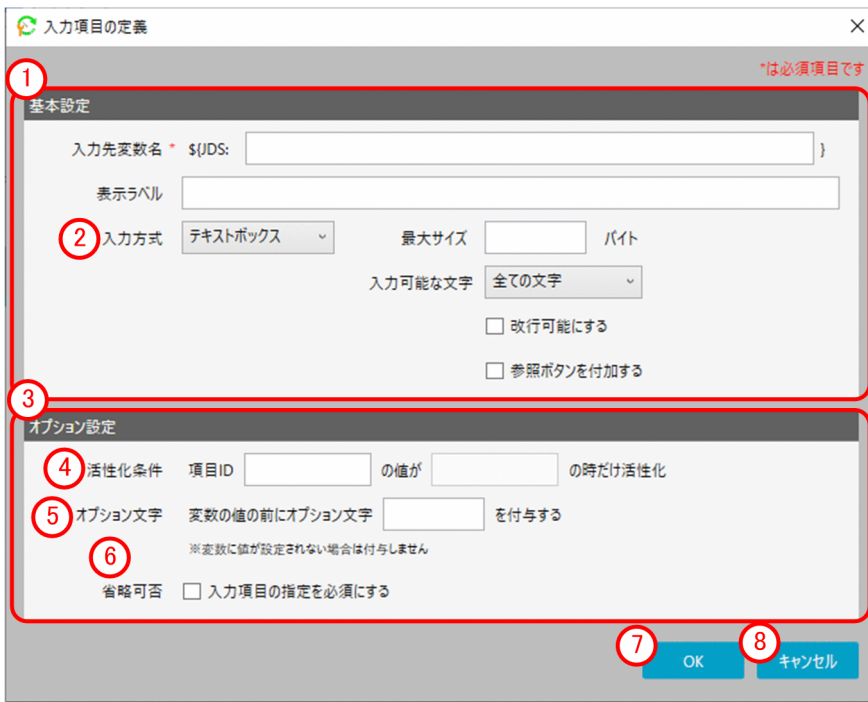 入力項目の定義 ×
*は必須項目です
①
基本設定
入力先変数名 * ${JDS: }
表示ラベル
② 入力方式 テキストボックス 最大サイズ バイト
入力可能な文字 全ての文字
改行可能にする
参照ボタンを付加する
③
オプション設定
④ 活性化条件 項目ID の値が の時だけ活性化
⑤ オプション文字 変数の値の前にオプション文字 を付与する
※変数に値が設定されない場合は付与しません
⑥
省略可否 入力項目の指定を必須にする
⑦ OK ⑧ キャンセル